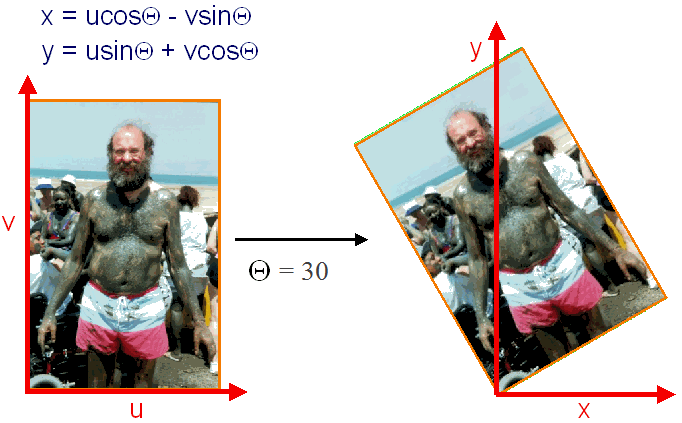 x = ucosΘ - vsinΘ
y = usinΘ + vcosΘ
y
v
Θ = 30
u
x